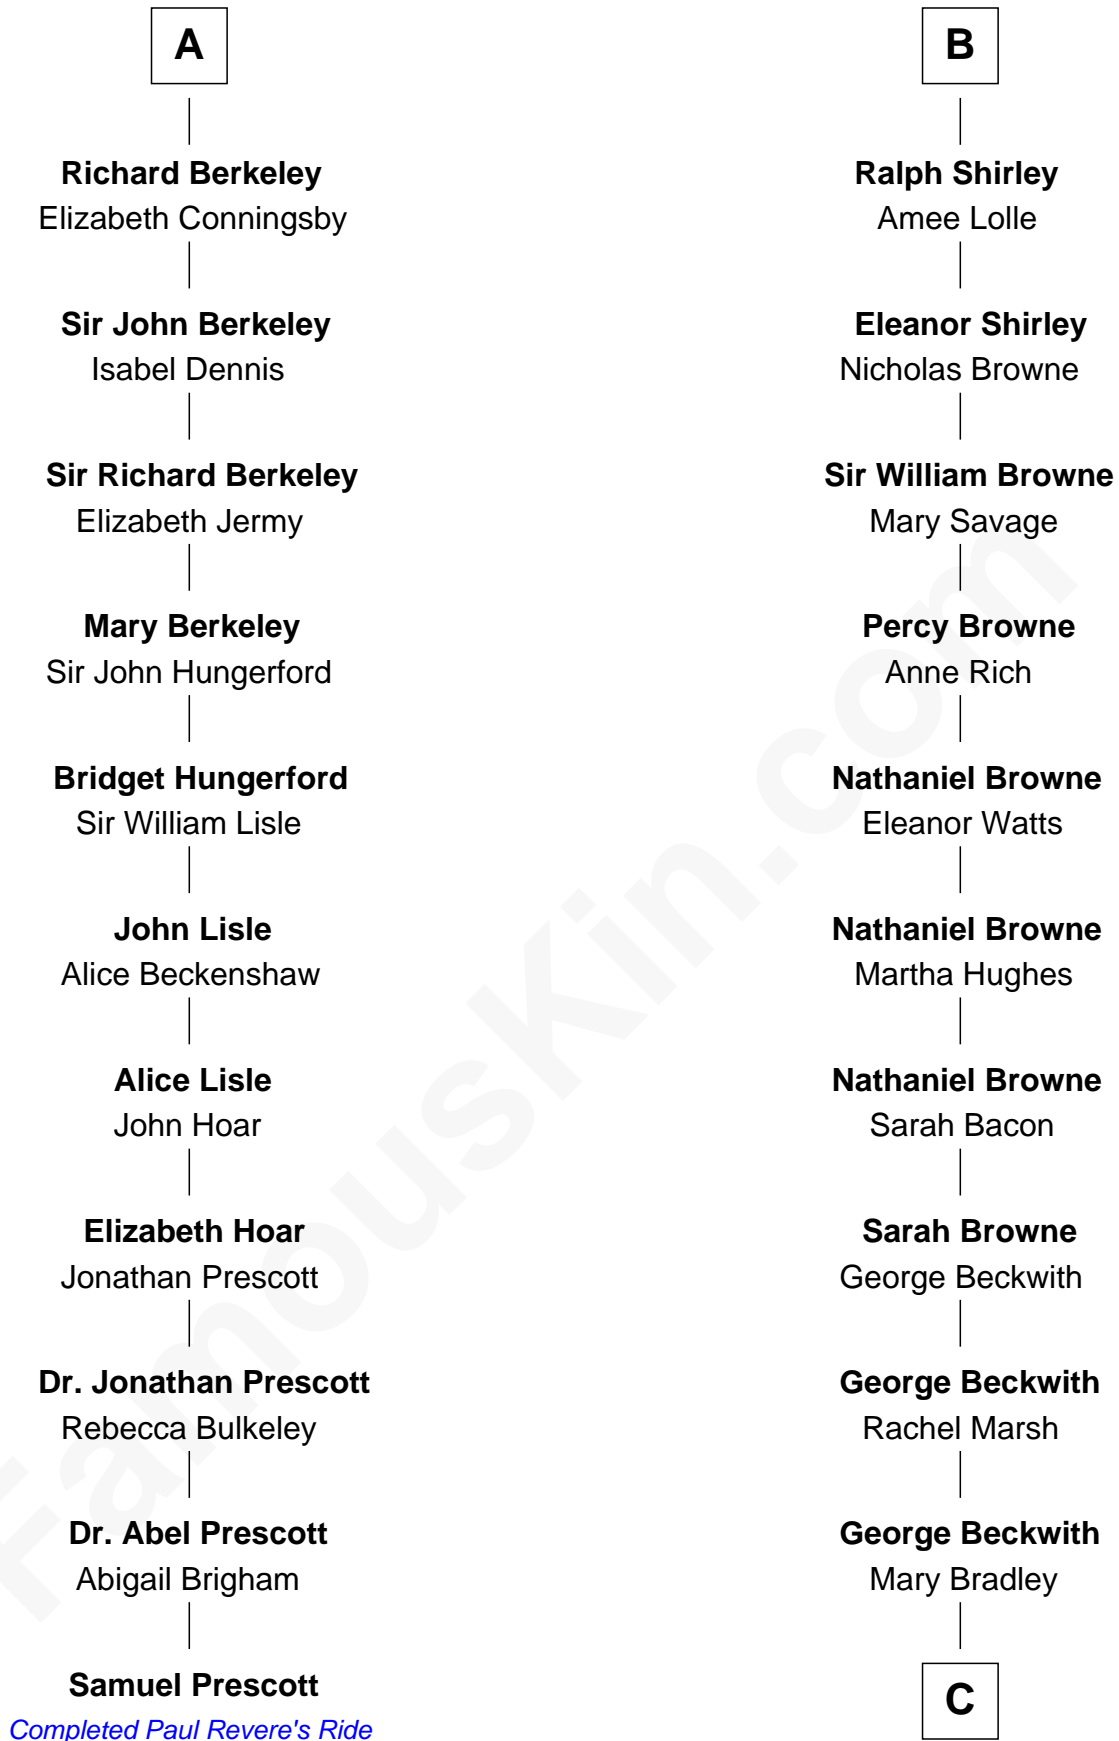 A
Richard Berkeley
Elizabeth Conningsby
Sir John Berkeley
Isabel Dennis
Sir Richard Berkeley
Elizabeth Jermy
Mary Berkeley
Sir John Hungerford
Bridget Hungerford
Sir William Lisle
John Lisle
Alice Beckenshaw
Alice Lisle
John Hoar
Elizabeth Hoar
Jonathan Prescott
Dr. Jonathan Prescott
Rebecca Bulkeley
Dr. Abel Prescott
Abigail Brigham
Samuel Prescott
Completed Paul Revere's Ride
B
Ralph Shirley
Amee Lolle
Eleanor Shirley
Nicholas Browne
Sir William Browne
Mary Savage
Percy Browne
Anne Rich
Nathaniel Browne
Eleanor Watts
Nathaniel Browne
Martha Hughes
Nathaniel Browne
Sarah Bacon
Sarah Browne
George Beckwith
George Beckwith
Rachel Marsh
George Beckwith
Mary Bradley
C
FamousKin.com